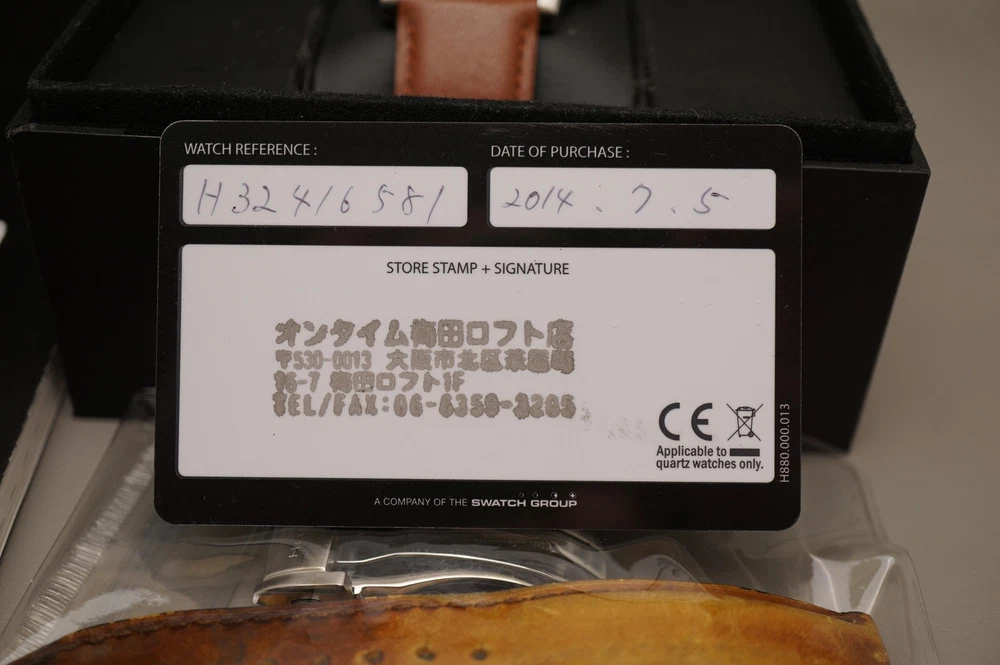 WATCH REFERENCE :
DATE OF PURCHASE :
H32416581
2014 . 7 . 5
STORE STAMP + SIGNATURE
オンタイム梅田ロフト店
〒530-0013 大阪市北区茶屋町
16-7 梅田ロフト1F
TEL/FAX:06-6359-3285
CE
Applicable to
quartz watches only.
H880.000.013
A COMPANY OF THE SWATCH GROUP